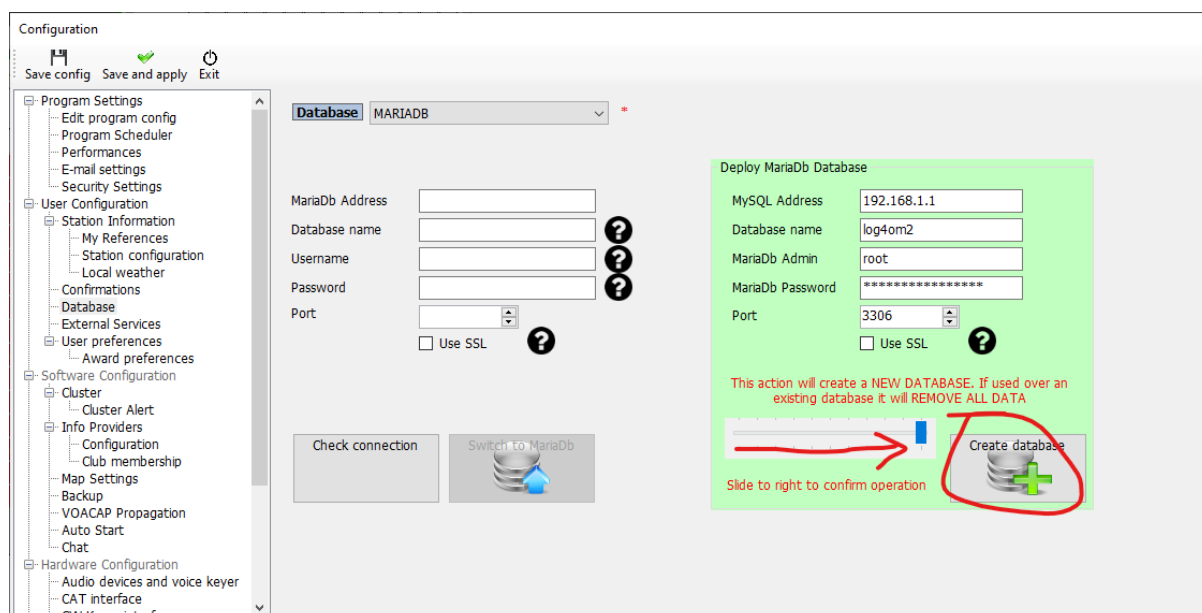 Configuration
Save config Save and apply Exit
Program Settings
Edit program config
Program Scheduler
Performances
E-mail settings
Security Settings
User Configuration
Station Information
My References
Station configuration
Local weather
Confirmations
Database
External Services
User preferences
Award preferences
Software Configuration
Cluster
Cluster Alert
Info Providers
Configuration
Club membership
Map Settings
Backup
VOACAP Propagation
Auto Start
Chat
Hardware Configuration
Audio devices and voice keyer
CAT interface
Database MARIADB *
MariaDb Address
Database name ?
Username ?
Password ?
Port
Use SSL ?
Check connection
Switch to MariaDb
Deploy MariaDb Database
MySQL Address 192.168.1.1
Database name log4om2
MariaDb Admin root
MariaDb Password ****************
Port 3306
Use SSL ?
This action will create a NEW DATABASE. If used over an
existing database it will REMOVE ALL DATA
Create database
Slide to right to confirm operation